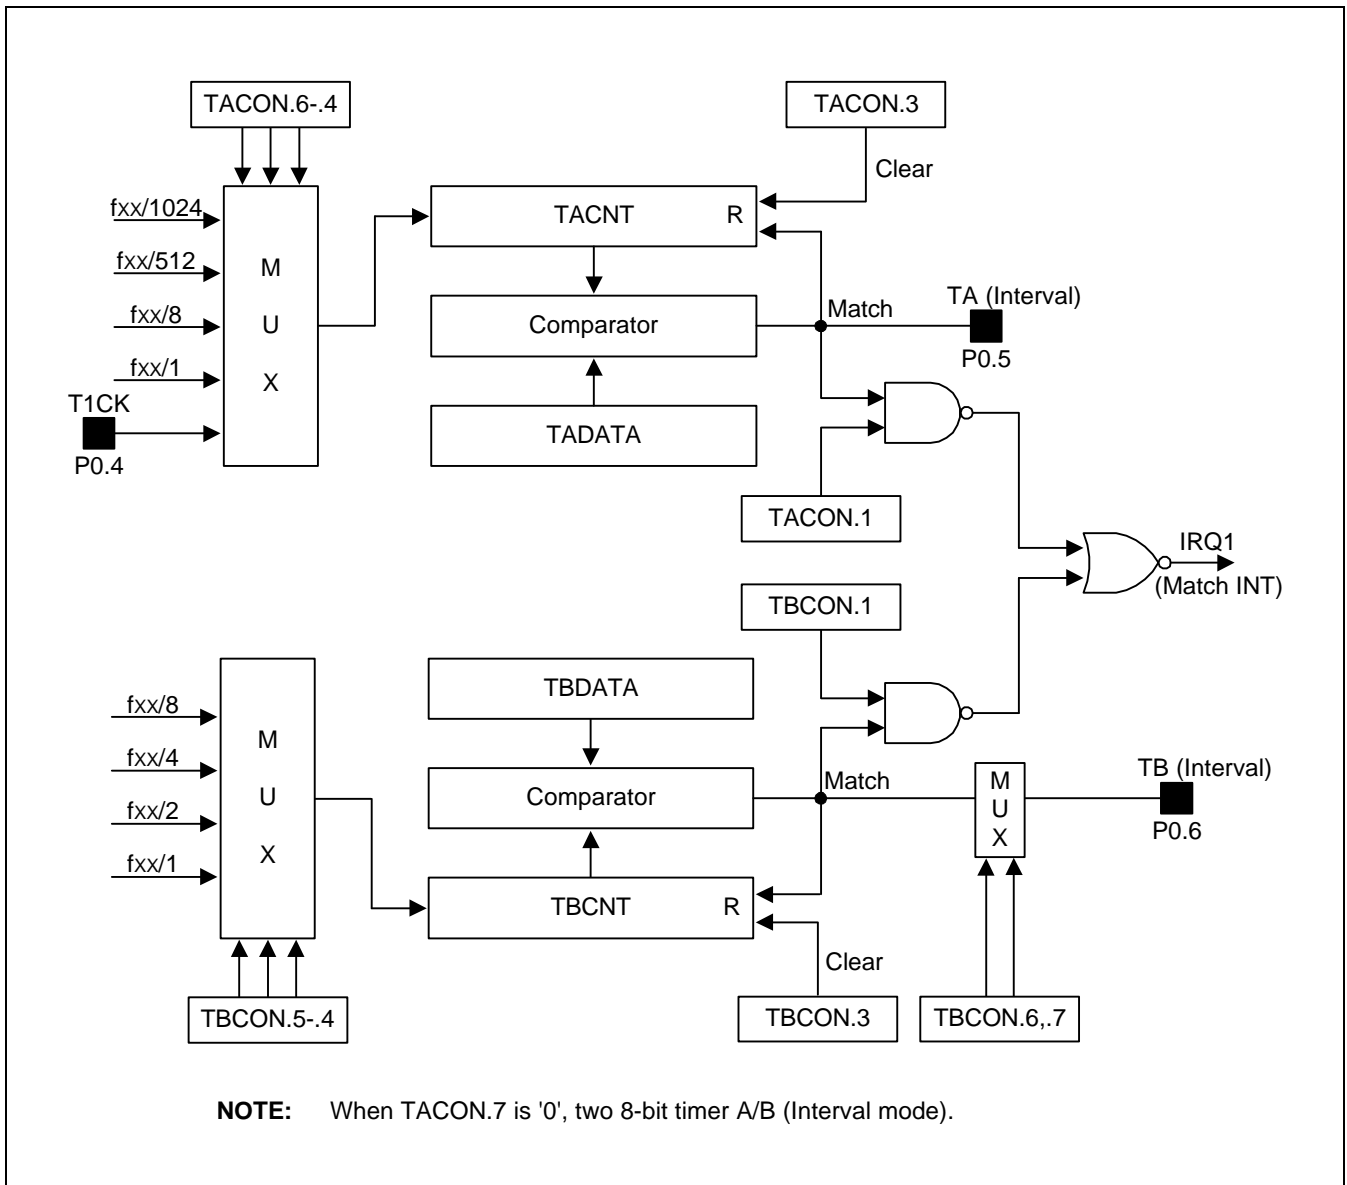 TACON.6-.4
TACON.3
Clear
fxx/1024
fxx/512
fxx/8
fxx/1
T1CK
P0.4
M
U
X
TACNT R
Comparator
TADATA
Match
TA (Interval)
P0.5
TACON.1
IRQ1
(Match INT)
TBCON.1
fxx/8
fxx/4
fxx/2
fxx/1
M
U
X
TBDATA
Comparator
TBCNT R
Match
M
U
X
TB (Interval)
P0.6
Clear
TBCON.5-.4
TBCON.3
TBCON.6,.7
NOTE: When TACON.7 is '0', two 8-bit timer A/B (Interval mode).